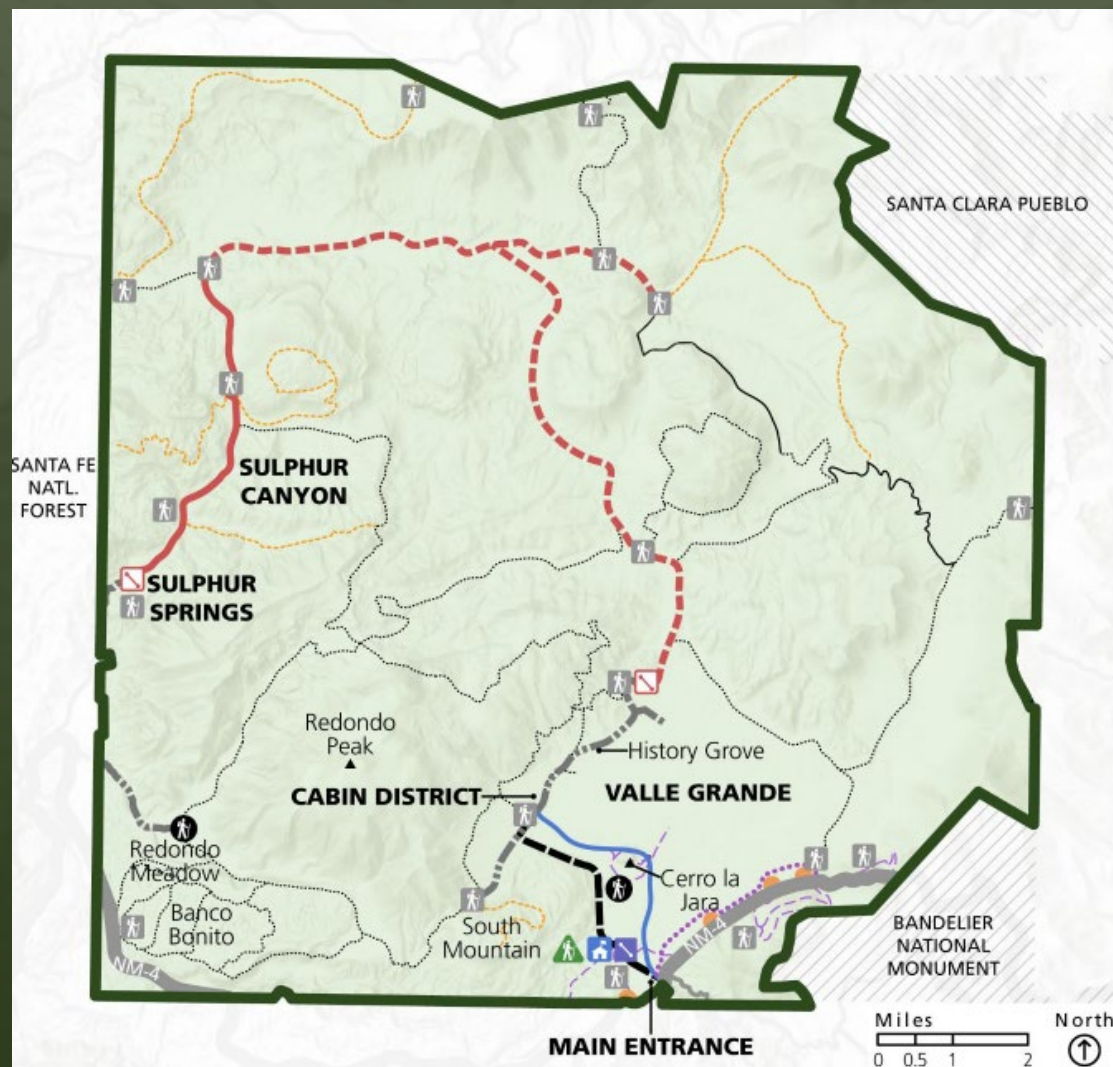 SANTA CLARA PUEBLO
SANTA FE
NATL.
FOREST
SULPHUR
CANYON
SULPHUR
SPRINGS
Redondo
Peak
History Grove
CABIN DISTRICT
VALLE GRANDE
Redondo
Meadow
Banco
Bonito
Cerro la
Jara
South
Mountain
NM-4
NM-4
BANDELIER
NATIONAL
MONUMENT
MAIN ENTRANCE
Miles
0 0.5 1 2
North